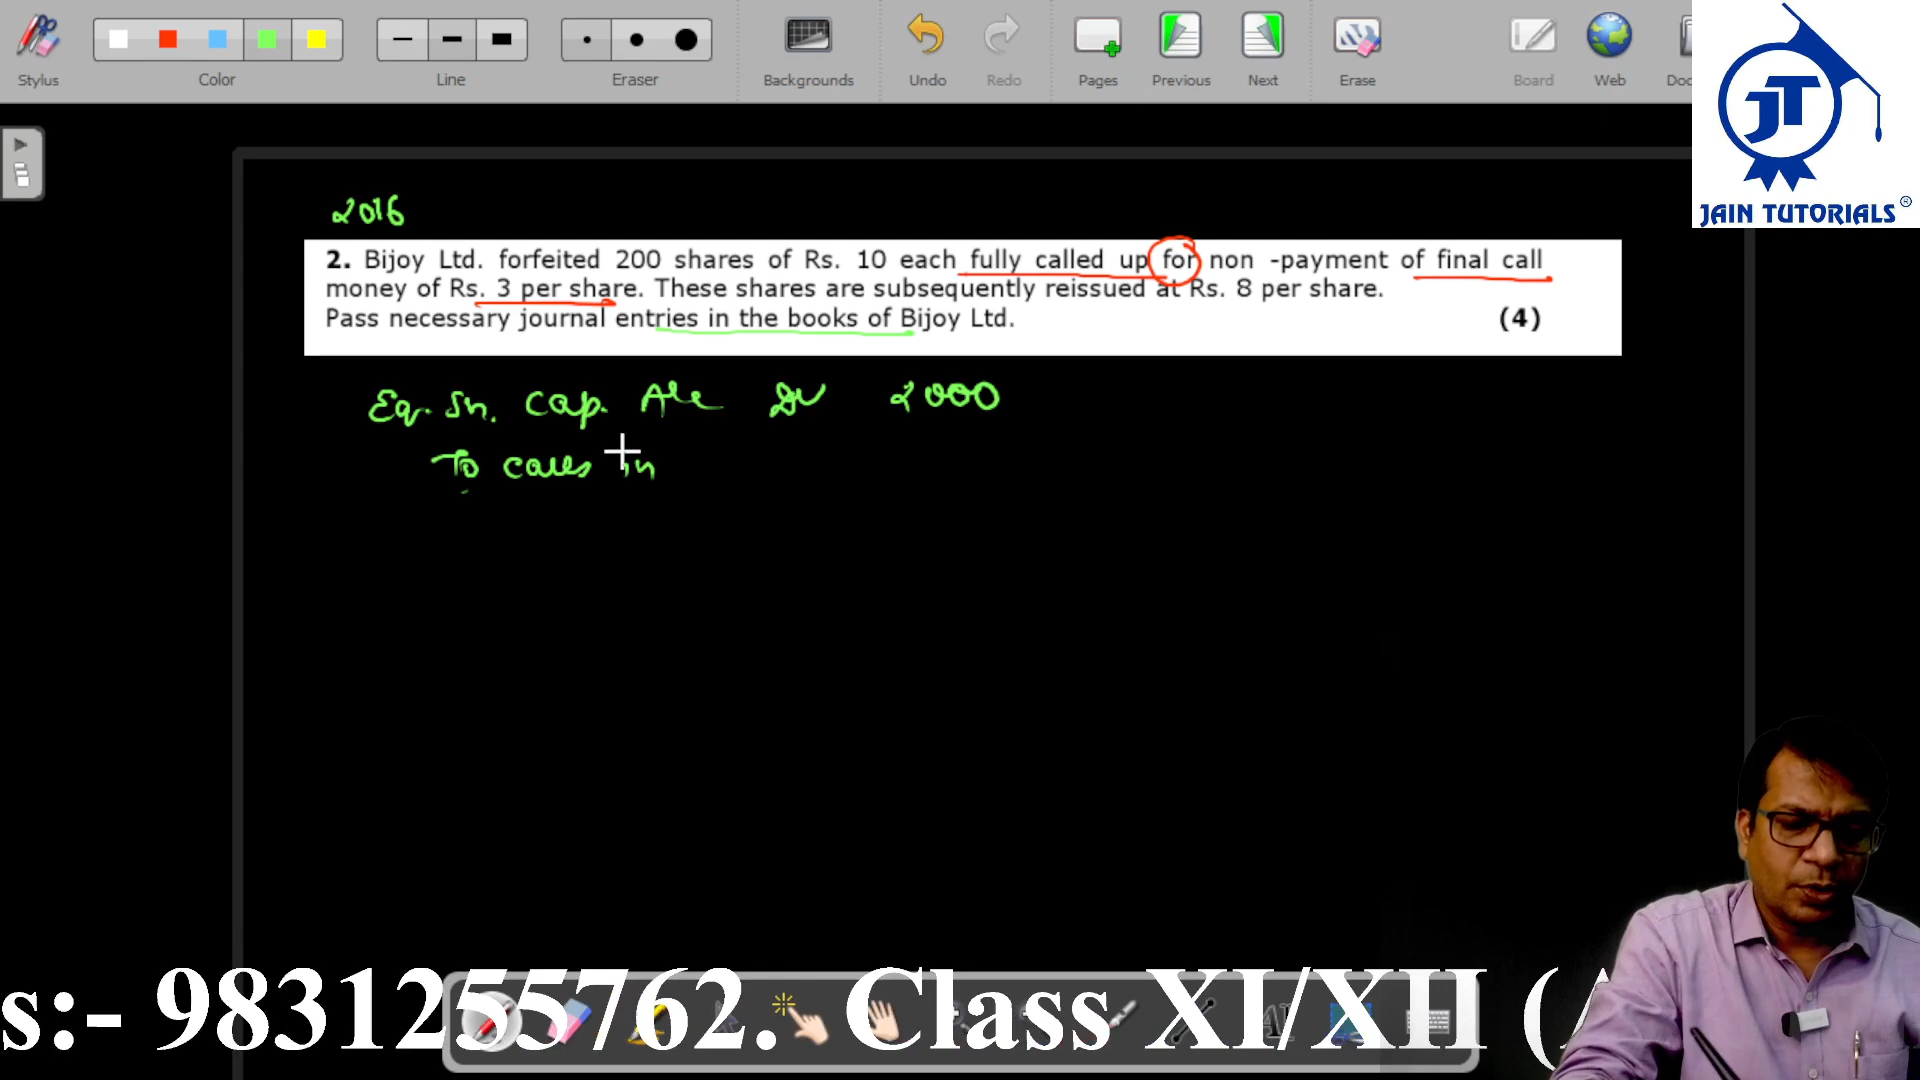 Stylus Color Line Eraser Backgrounds Undo Redo Pages Previous Next Erase Board Web Doc
JT
JAIN TUTORIALS®
2016
2. Bijoy Ltd. forfeited 200 shares of Rs. 10 each fully called up for non -payment of final call
money of Rs. 3 per share. These shares are subsequently reissued at Rs. 8 per share.
Pass necessary journal entries in the books of Bijoy Ltd. (4)
Eq. Sh. Cap. A/c Dr 2000
To calls in
s:- 9831255762. Class XI/XII (